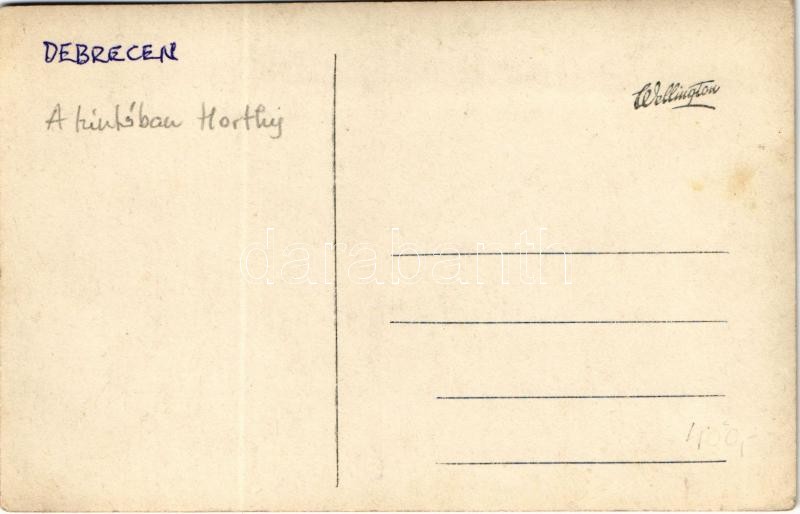 DEBRECEN
A hintóban Horthy
Wellington
darabanth
400,-